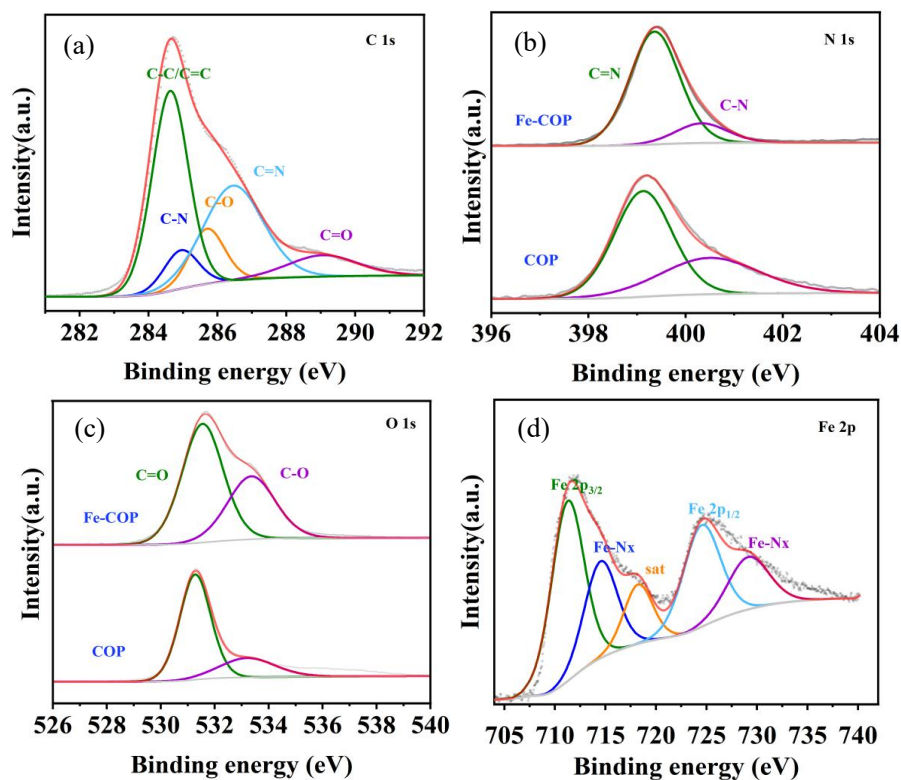 (a)
C 1s
C-C/C=C
C=N
C-N
C-O
C=O
Intensity(a.u.)
282 284 286 288 290 292
Binding energy (eV)
(b)
N 1s
C=N
C-N
Fe-COP
COP
Intensity(a.u.)
396 398 400 402 404
Binding energy (eV)
(c)
O 1s
C=O
C-O
Fe-COP
COP
Intensity(a.u.)
526 528 530 532 534 536 538 540
Binding energy (eV)
(d)
Fe 2p
Fe 2p3/2
Fe 2p1/2
Fe-Nx
Fe-Nx
sat
Intensity(a.u.)
705 710 715 720 725 730 735 740
Binding energy (eV)